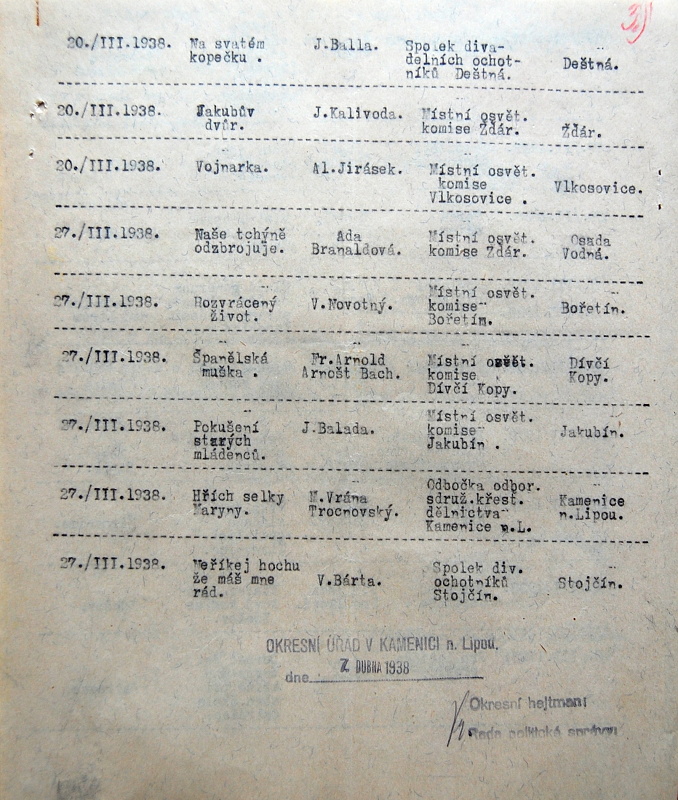 3)
20./III.1938. Na svatém J.Balla. Spolek diva-
kopečku . delních ochot- Deštná.
níků Deštná.
20./III.1938. Jakubův J.Kalivoda. Místní osvět.
dvůr. komise Ždár. Ždár.
20./III.1938. Vojnarka. Al.Jirásek. Místní osvět.
komise Vlkosovice.
Vlkosovice .
27./III.1938. Naše tchýně Ada Místní osvět. Osada
odzbrojuje. Branaldová. komise Ždár. Vodná.
27./III.1938. Rozvrácený V.Novotný. Místní osvět.
život. komise Bořetín.
Bořetím.
27./III.1938. Španělská Fr.Arnold Místní osvět. Dívčí
muška . Arnošt Bach. komise Kopy.
Dívčí Kopy.
27./III.1938. Pokušení J.Balada. Místní osvět.
starých komise Jakubín.
mládenců. Jakubín .
27./III.1938. Hřích selky M.Vrána Odbočka odbor.
Maryny. Trocnovský. sdruž.křest. Kamenice
dělnictva n.Lipou.
Kamenice n.L.
27./III.1938. Neříkej hochu Spolek div.
že máš mne V.Bárta. ochotníků Stojčín.
rád. Stojčín.
OKRESNÍ ÚŘAD V KAMENICI n. Lipou.
dne 7. DUBNA 1938
Okresní hejtman:
Rada politické správy: